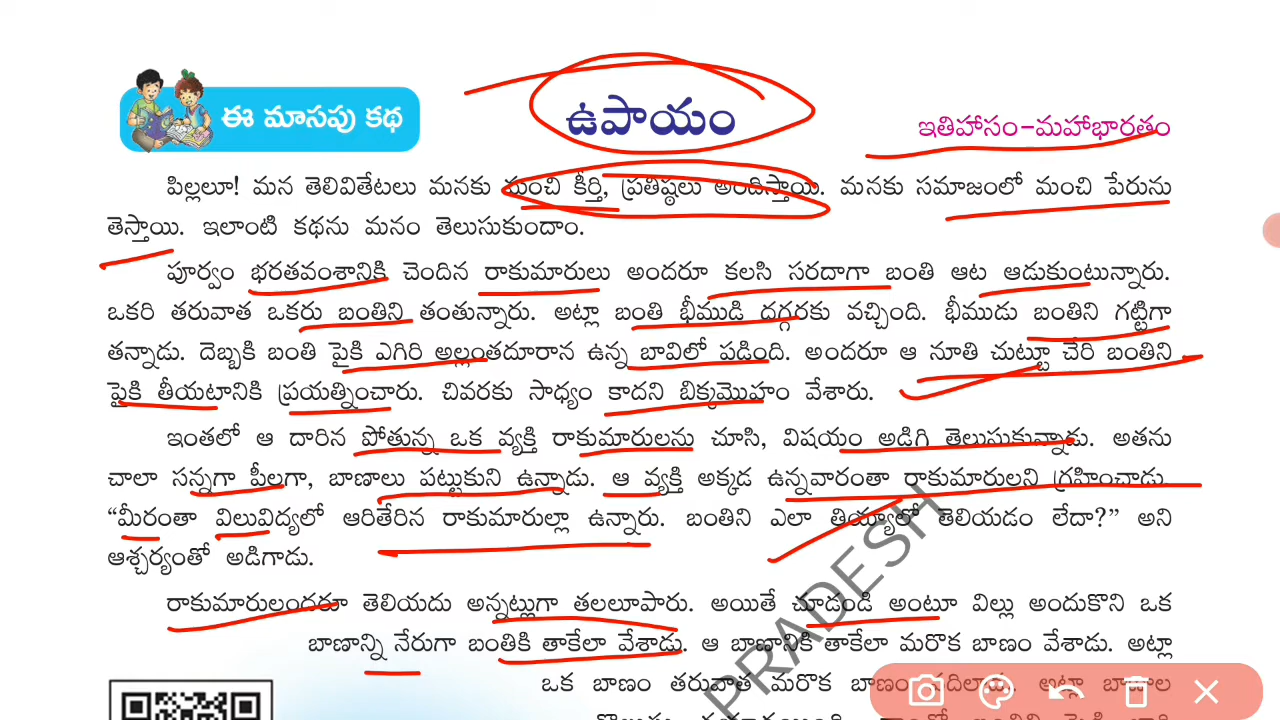 ఈ మాసపు కథ
ఉపాయం
ఇతిహాసం-మహాభారతం
పిల్లలూ! మన తెలివితేటలు మనకు మంచి కీర్తి, ప్రతిష్ఠలు అందిస్తాయి. మనకు సమాజంలో మంచి పేరును
తెస్తాయి. ఇలాంటి కథను మనం తెలుసుకుందాం.
పూర్వం భరతవంశానికి చెందిన రాకుమారులు అందరూ కలసి సరదాగా బంతి ఆట ఆడుకుంటున్నారు.
ఒకరి తరువాత ఒకరు బంతిని తంతున్నారు. అట్లా బంతి భీముడి దగ్గరకు వచ్చింది. భీముడు బంతిని గట్టిగా
తన్నాడు. దెబ్బకి బంతి పైకి ఎగిరి అల్లంతదూరాన ఉన్న బావిలో పడింది. అందరూ ఆ నూతి చుట్టూ చేరి బంతిని
పైకి తీయటానికి ప్రయత్నించారు. చివరకు సాధ్యం కాదని బిక్కమొహం వేశారు.
ఇంతలో ఆ దారిన పోతున్న ఒక వ్యక్తి రాకుమారులను చూసి, విషయం అడిగి తెలుసుకున్నాడు. అతను
చాలా సన్నగా పీలగా, బాణాలు పట్టుకుని ఉన్నాడు. ఆ వ్యక్తి అక్కడ ఉన్నవారంతా రాకుమారులని గ్రహించాడు.
“మీరంతా విలువిద్యలో ఆరితేరిన రాకుమారుల్లా ఉన్నారు. బంతిని ఎలా తియ్యాలో తెలియడం లేదా?” అని
ఆశ్చర్యంతో అడిగాడు.
రాకుమారులందరూ తెలియదు అన్నట్లుగా తలలూపారు. అయితే చూడండి అంటూ విల్లు అందుకొని ఒక
బాణాన్ని నేరుగా బంతికి తాకేలా వేశాడు. ఆ బాణానికి తాకేలా మరొక బాణం వేశాడు. అట్లా
ఒక బాణం తరువాత మరొక బాణం వదిలాడు. అట్లా బాణాల
PRADESH